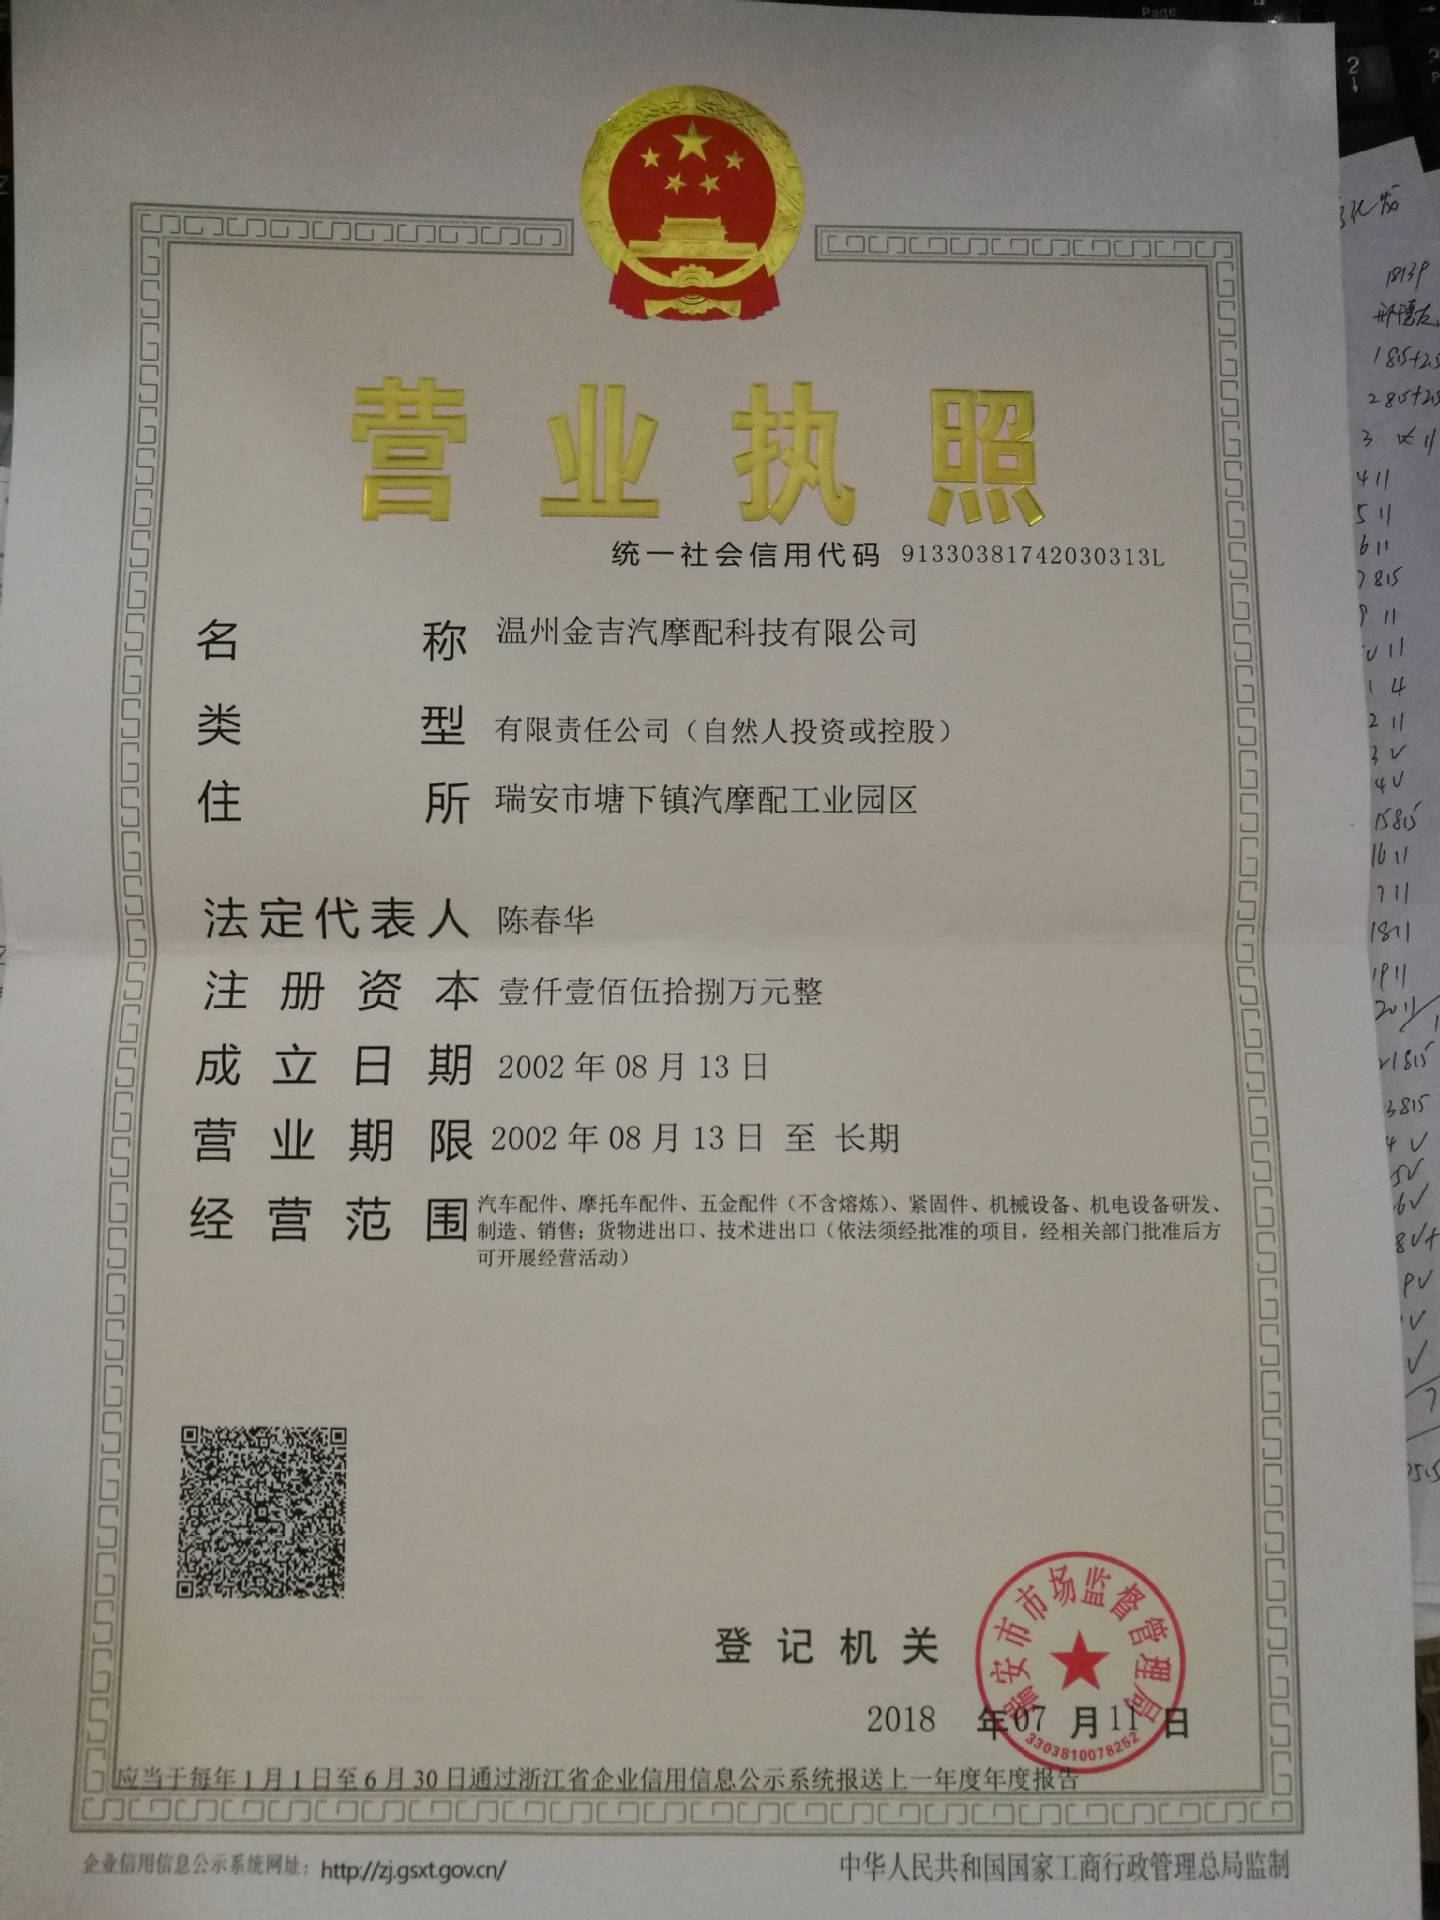 营业执照
统一社会信用代码 91330381742030313L
名称 温州金吉汽摩配科技有限公司
类型 有限责任公司（自然人投资或控股）
住所 瑞安市塘下镇汽摩配工业园区
法定代表人 陈春华
注册资本 壹仟壹佰伍拾捌万元整
成立日期 2002年08月13日
营业期限 2002年08月13日 至 长期
经营范围 汽车配件、摩托车配件、五金配件（不含熔炼）、紧固件、机械设备、机电设备研发、
制造、销售；货物进出口、技术进出口（依法须经批准的项目，经相关部门批准后方
可开展经营活动）
登记机关
瑞安市市场监督管理局
2018 年07 月11 日
3303810078252
应当于每年1月1日至6月30日通过浙江省企业信用信息公示系统报送上一年度年度报告
企业信用信息公示系统网址：http://zj.gsxt.gov.cn/
中华人民共和国国家工商行政管理总局监制
Page
2